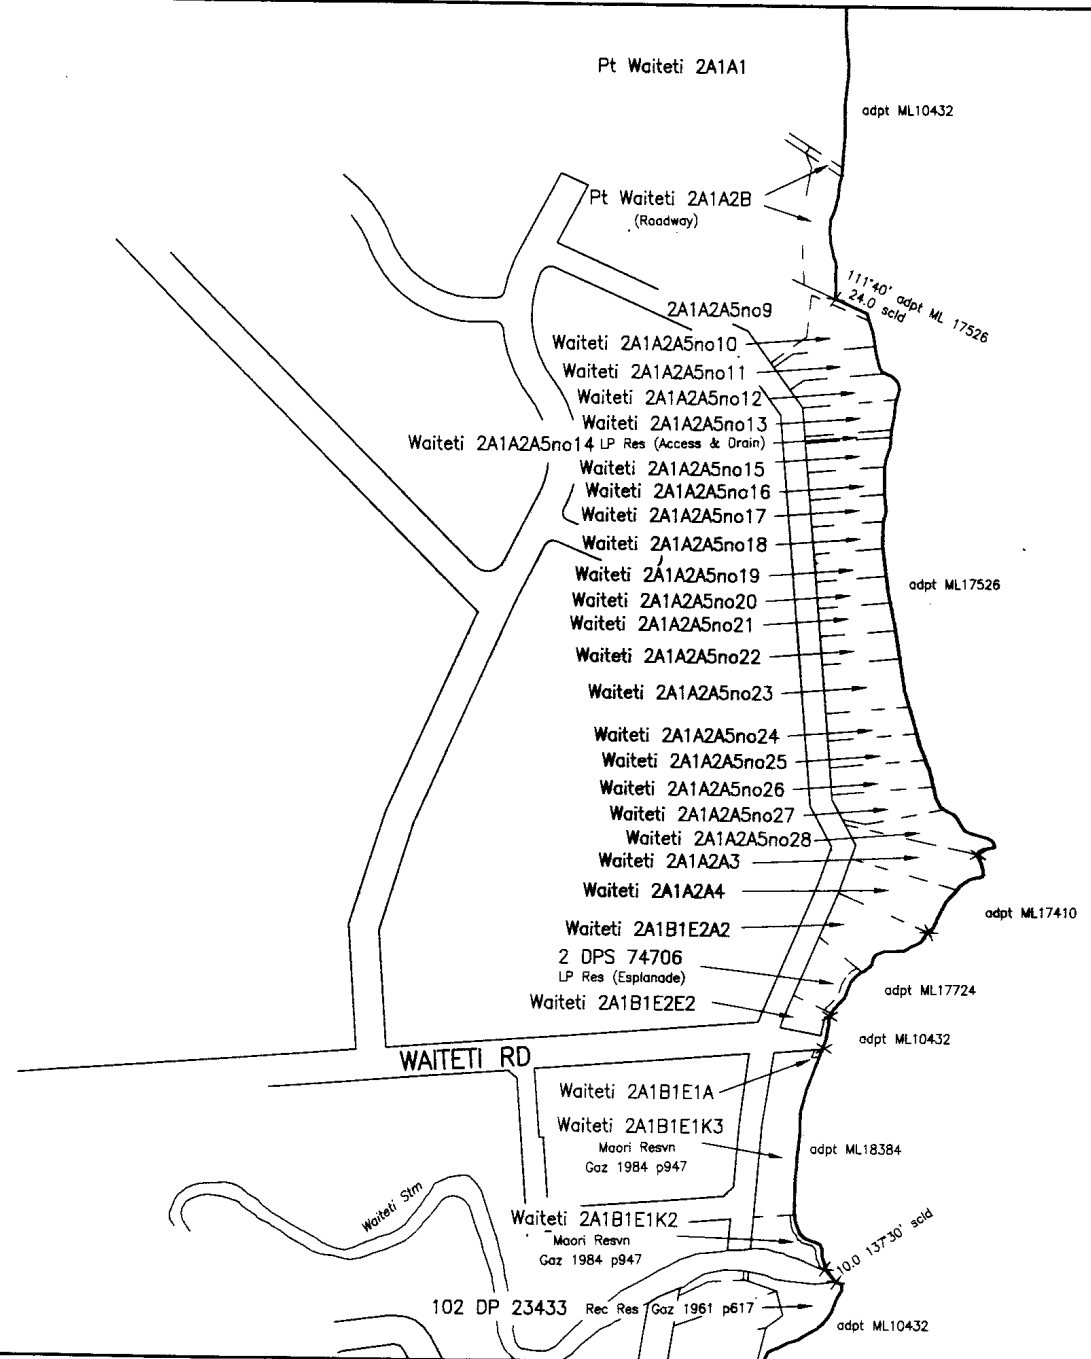 Pt Waiteti 2A1A1
adpt ML10432
Pt Waiteti 2A1A2B
(Roadway)
111°40' adpt ML 17526
24.0 scld
2A1A2A5no9
Waiteti 2A1A2A5no10
Waiteti 2A1A2A5no11
Waiteti 2A1A2A5no12
Waiteti 2A1A2A5no13
Waiteti 2A1A2A5no14 LP Res (Access & Drain)
Waiteti 2A1A2A5no15
Waiteti 2A1A2A5no16
Waiteti 2A1A2A5no17
Waiteti 2A1A2A5no18
Waiteti 2A1A2A5no19
adpt ML17526
Waiteti 2A1A2A5no20
Waiteti 2A1A2A5no21
Waiteti 2A1A2A5no22
Waiteti 2A1A2A5no23
Waiteti 2A1A2A5no24
Waiteti 2A1A2A5no25
Waiteti 2A1A2A5no26
Waiteti 2A1A2A5no27
Waiteti 2A1A2A5no28
Waiteti 2A1A2A3
Waiteti 2A1A2A4
adpt ML17410
Waiteti 2A1B1E2A2
2 DPS 74706
LP Res (Esplanade)
adpt ML17724
Waiteti 2A1B1E2E2
adpt ML10432
WAITETI RD
Waiteti 2A1B1E1A
Waiteti 2A1B1E1K3
Maori Resvn
Gaz 1984 p947
adpt ML18384
Waiteti Stm
Waiteti 2A1B1E1K2
Maori Resvn
Gaz 1984 p947
10.0 137°30' scld
102 DP 23433 Rec Res Gaz 1961 p617
adpt ML10432